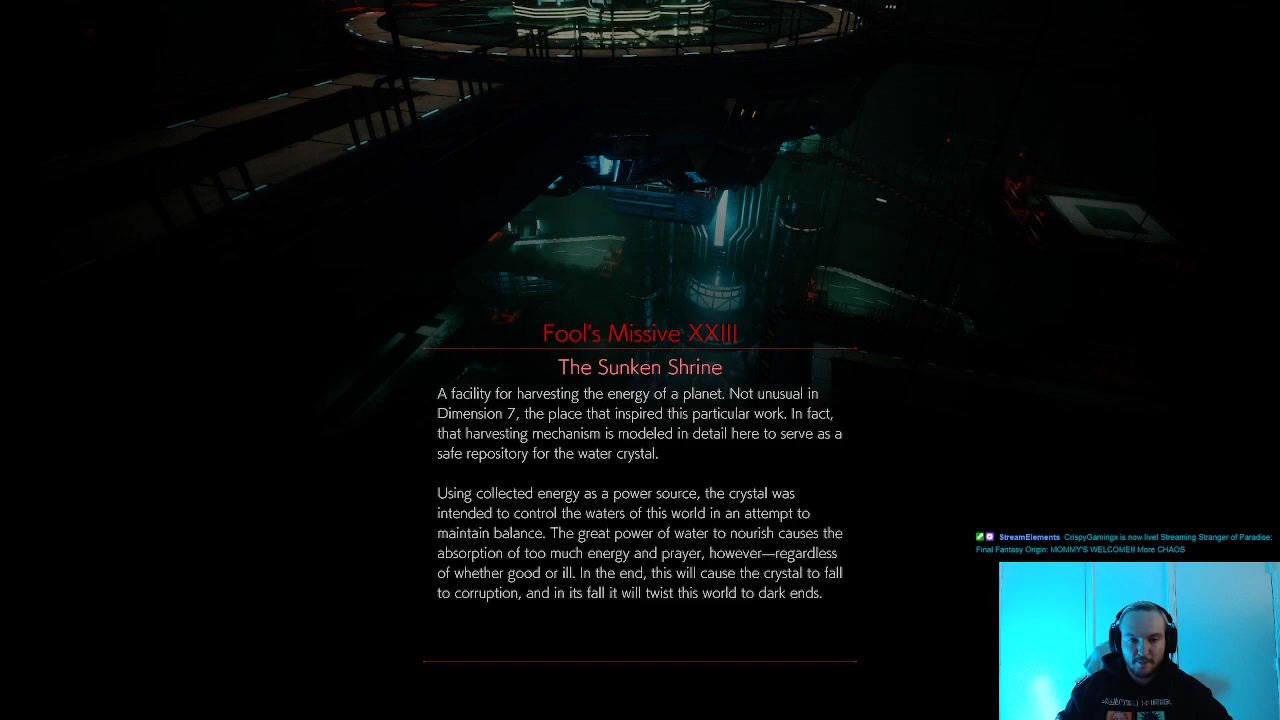 Fool's Missive XXIII
The Sunken Shrine
A facility for harvesting the energy of a planet. Not unusual in
Dimension 7, the place that inspired this particular work. In fact,
that harvesting mechanism is modeled in detail here to serve as a
safe repository for the water crystal.
Using collected energy as a power source, the crystal was
intended to control the waters of this world in an attempt to
maintain balance. The great power of water to nourish causes the
absorption of too much energy and prayer, however—regardless
of whether good or ill. In the end, this will cause the crystal to fall
to corruption, and in its fall it will twist this world to dark ends.
StreamElements CrispyGamingx is now live! Streaming Stranger of Paradise:
Final Fantasy Origin: MOMMY'S WELCOME!!! More CHAOS